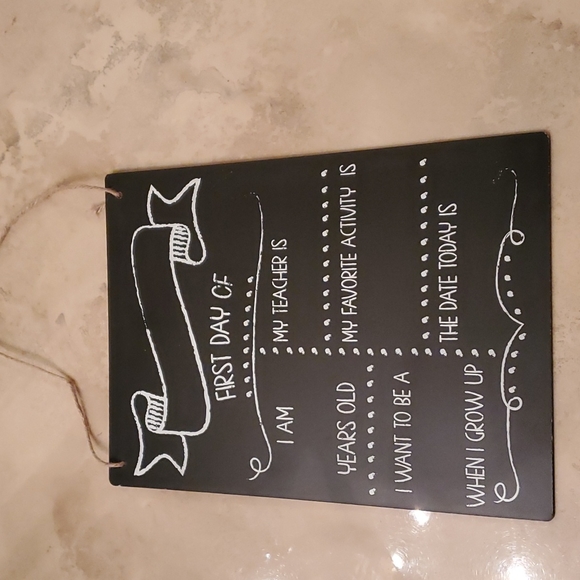 FIRST DAY OF
I AM
YEARS OLD
I WANT TO BE A
WHEN I GROW UP
MY TEACHER IS
MY FAVORITE ACTIVITY IS
THE DATE TODAY IS